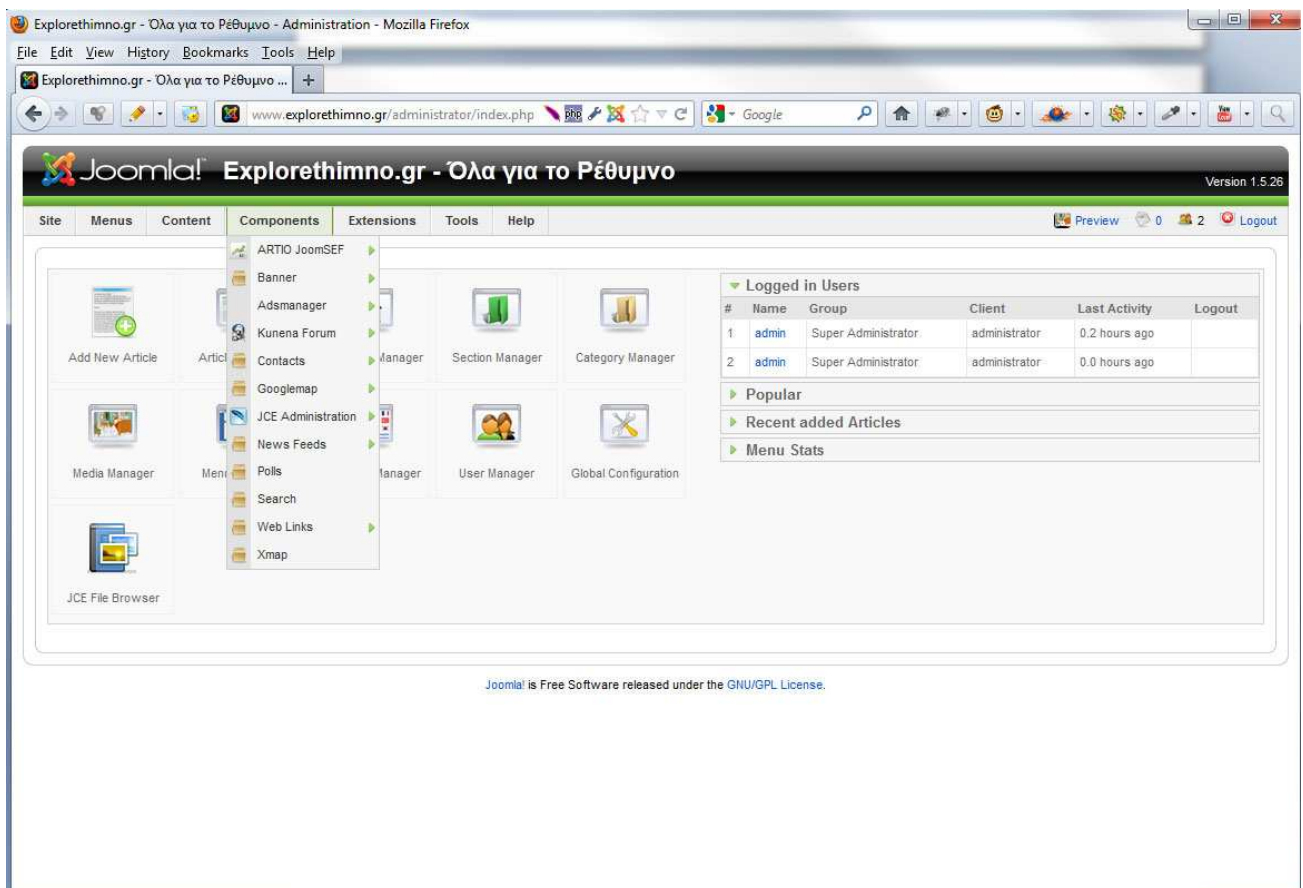 Explorethimno.gr - Όλα για το Ρέθυμνο - Administration - Mozilla Firefox
File Edit View History Bookmarks Tools Help
Explorethimno.gr - Όλα για το Ρέθυμνο ... +
www.explorethimno.gr/administrator/index.php php Google
Joomla! Explorethimno.gr - Όλα για το Ρέθυμνο
Version 1.5.26
Site Menus Content Components Extensions Tools Help Preview 0 2 Logout
ARTIO JoomSEF
Banner
Adsmanager
Kunena Forum
Contacts
Googlemap
JCE Administration
News Feeds
Polls
Search
Web Links
Xmap
Add New Article
Manager
Section Manager
Category Manager
Media Manager
Manager
User Manager
Global Configuration
JCE File Browser
Logged in Users
# Name Group Client Last Activity Logout
1 admin Super Administrator administrator 0.2 hours ago
2 admin Super Administrator administrator 0.0 hours ago
Popular
Recent added Articles
Menu Stats
Joomla! is Free Software released under the GNU/GPL License.